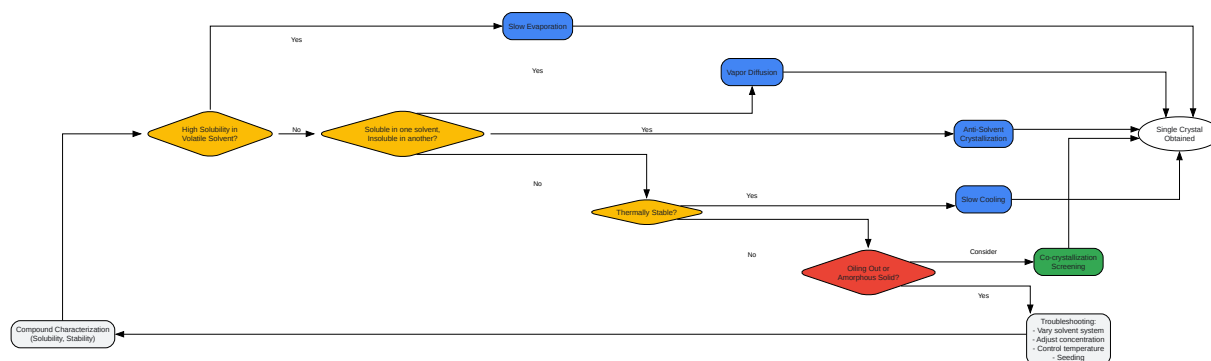 Slow Evaporation
Yes
Yes
Vapor Diffusion
High Solubility in
Volatile Solvent?
No
Soluble in one solvent,
Insoluble in another?
Yes
Anti-Solvent
Crystallization
Single Crystal
Obtained
No
Thermally Stable?
Yes
Slow Cooling
No
Oiling Out or
Amorphous Solid?
Consider
Co-crystallization
Screening
Yes
Compound Characterization
(Solubility, Stability)
Troubleshooting:
- Vary solvent system
- Adjust concentration
- Control temperature
- Seeding